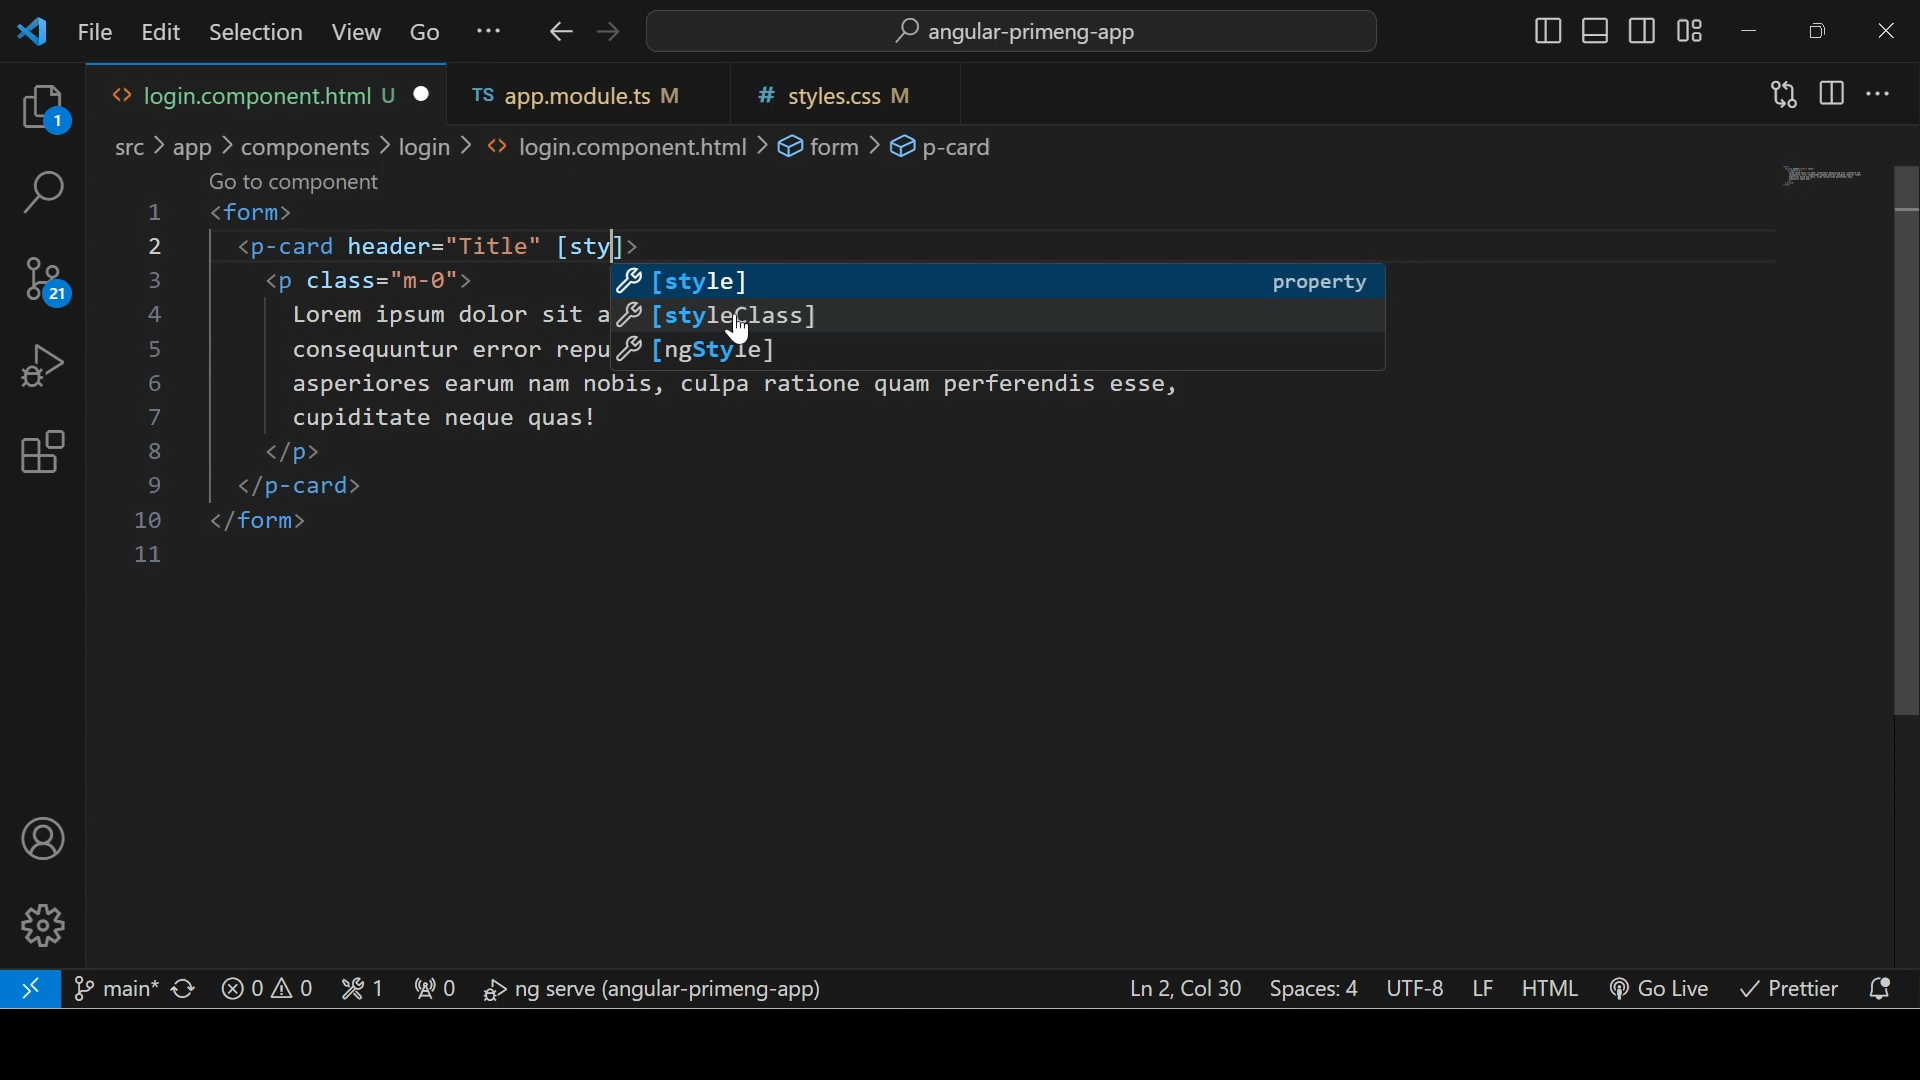 File Edit Selection View Go ··· angular-primeng-app
1 login.component.html U TS app.module.ts M # styles.css M
src > app > components > login > login.component.html > form > p-card
Go to component
1 <form>
2 <p-card header="Title" [sty]>
3 <p class="m-0">
[style] property
4 Lorem ipsum dolor sit a
[styleClass]
5 consequuntur error repu
[ngStyle]
6 asperiores earum nam nobis, culpa ratione quam perferendis esse,
7 cupiditate neque quas!
8 </p>
9 </p-card>
10 </form>
11
21
main* 0 0 1 0 ng serve (angular-primeng-app) Ln 2, Col 30 Spaces: 4 UTF-8 LF HTML Go Live Prettier